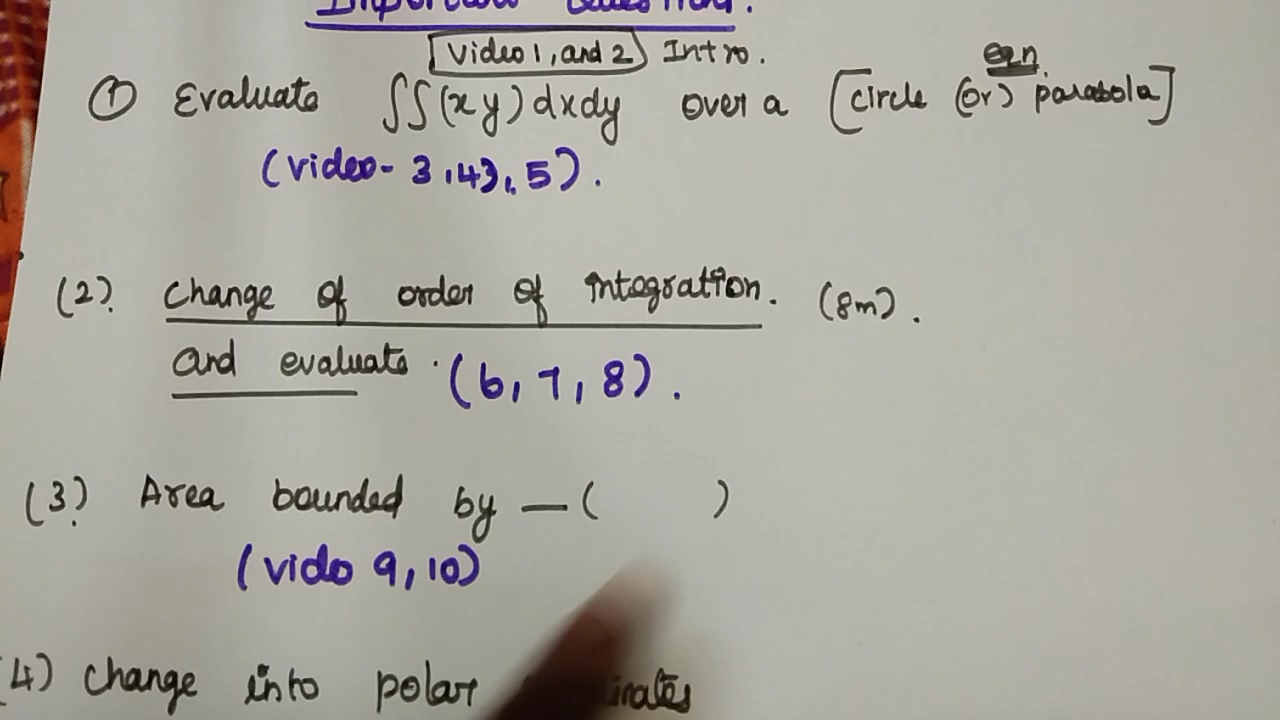 Important Questions.
Video 1, and 2 Intro.
eqn.
① Evaluate ∫∫(xy)dxdy over a [circle (or) parabola]
(video- 3,4,5).
(2). Change of order of integration. (8m).
and evaluate. (6, 7, 8).
(3). Area bounded by — ( )
(vido 9, 10)
(4) Change into polar